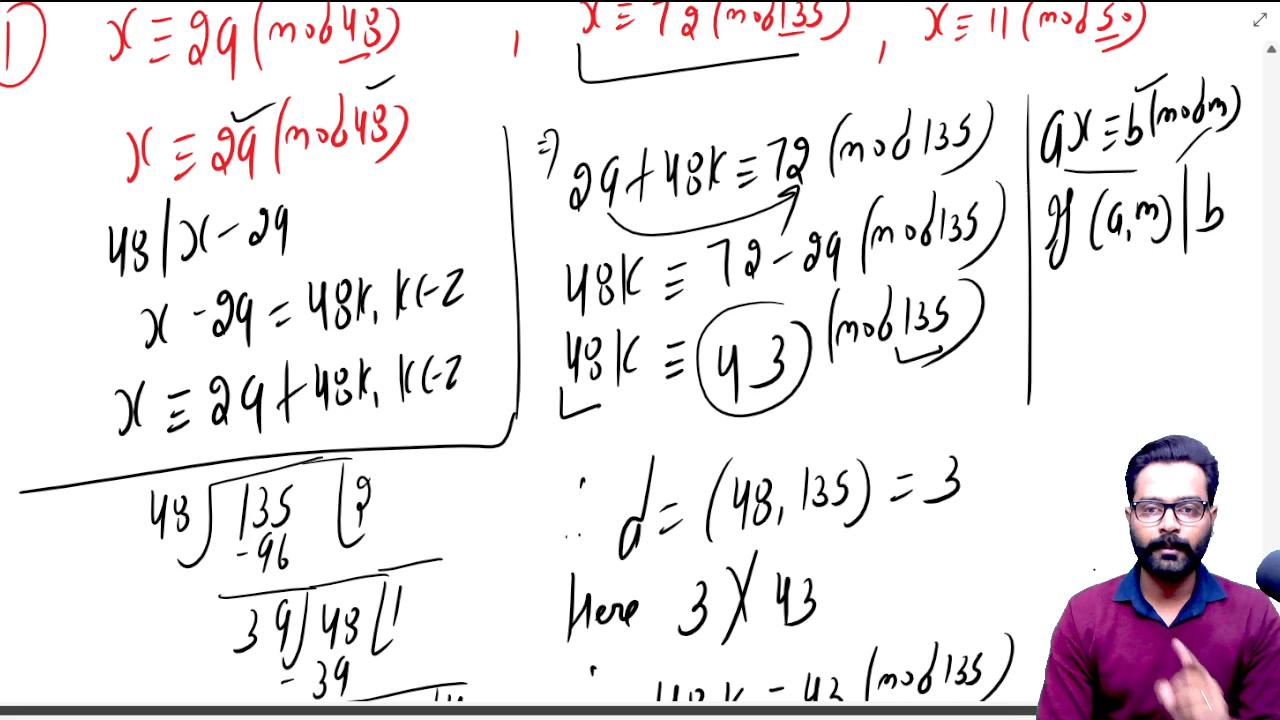 1) x ≡ 29 (mod 48) , x ≡ 72 (mod 135) , x ≡ 11 (mod 50)
x ≡ 29 (mod 48)
48 | x - 29
x - 29 = 48k, k∈Z
x ≡ 29 + 48k, k∈Z
⇒ 29 + 48k ≡ 72 (mod 135)
48k ≡ 72 - 29 (mod 135)
48k ≡ 43 (mod 135)
ax ≡ b (mod m)
If (a, m) | b
48 135 2
- 96
39 48 1
- 39
∴ d = (48, 135) = 3
Here 3 ∤ 43
∴ 48k ≡ 43 (mod 135)